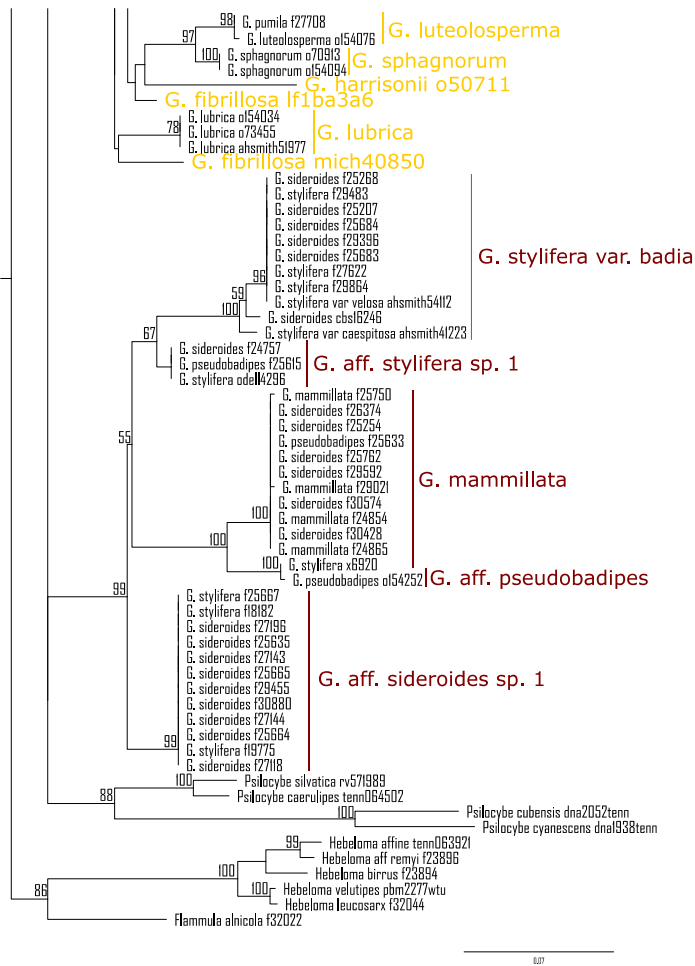 98
G. pumila f27708
G. luteolosperma o154076
G. luteolosperma
97
100
G. sphagnorum o70913
G. sphagnorum o154094
G. sphagnorum
G. harrisonii o50711
G. fibrillosa lf1ba3a6
78
G. lubrica o154034
G. lubrica o73455
G. lubrica ahsmith51977
G. lubrica
G. fibrillosa mich40850
G. sideroides f25268
G. stylifera f29483
G. sideroides f25207
G. sideroides f25684
G. sideroides f29396
G. sideroides f25683
G. stylifera f27622
G. stylifera f29864
G. stylifera var velosa ahsmith54112
G. sideroides cbs16246
G. stylifera var caespitosa ahsmith41223
G. stylifera var. badia
96
59
100
67
G. sideroides f24757
G. pseudobadipes f25615
G. stylifera odell4296
G. aff. stylifera sp. 1
55
G. mammillata f25750
G. sideroides f26374
G. sideroides f25254
G. pseudobadipes f25633
G. sideroides f25762
G. sideroides f29592
G. mammillata f29021
G. sideroides f30574
G. mammillata f24854
G. sideroides f30428
G. mammillata f24865
G. mammillata
100
100
100
G. stylifera x6920
G. pseudobadipes o154252
G. aff. pseudobadipes
99
G. stylifera f25667
G. stylifera f18182
G. sideroides f27196
G. sideroides f25635
G. sideroides f27143
G. sideroides f25665
G. sideroides f29455
G. sideroides f30880
G. sideroides f27144
G. sideroides f25664
G. stylifera f19775
G. sideroides f27118
G. aff. sideroides sp. 1
99
100
Psilocybe silvatica rv571989
Psilocybe caerulipes tenn064502
88
100
Psilocybe cubensis dna2052tenn
Psilocybe cyanescens dna1938tenn
99
Hebeloma affine tenn063921
Hebeloma aff remyi f23896
Hebeloma birrus f23894
100
100
Hebeloma velutipes pbm2277wtu
Hebeloma leucosarx f32044
86
Flammula alnicola f32022
0.07